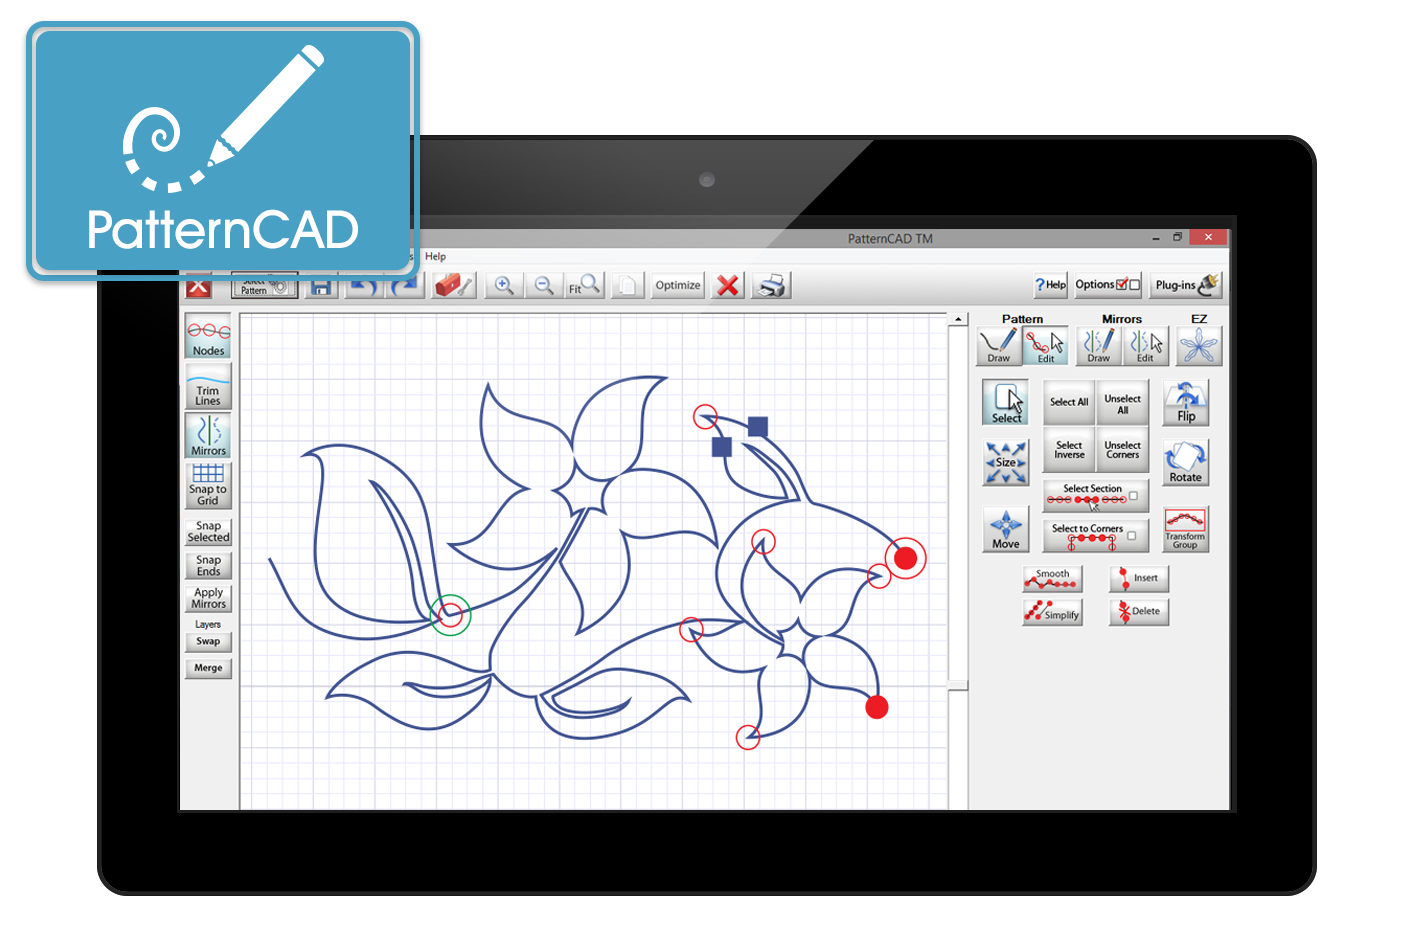 PatternCAD
PatternCAD TM
s Help
Select
Pattern
Fit
Optimize
?Help
Options
Plug-ins
Pattern Mirrors EZ
Draw Edit Draw Edit
Nodes
Trim
Lines
Mirrors
Snap to
Grid
Snap
Selected
Snap
Ends
Apply
Mirrors
Layers
Swap
Merge
Select
Select All
Unselect
All
Flip
Size
Select
Inverse
Unselect
Corners
Rotate
Select Section
Move
Select to Corners
Transform
Group
Smooth
Insert
Simplify
Delete